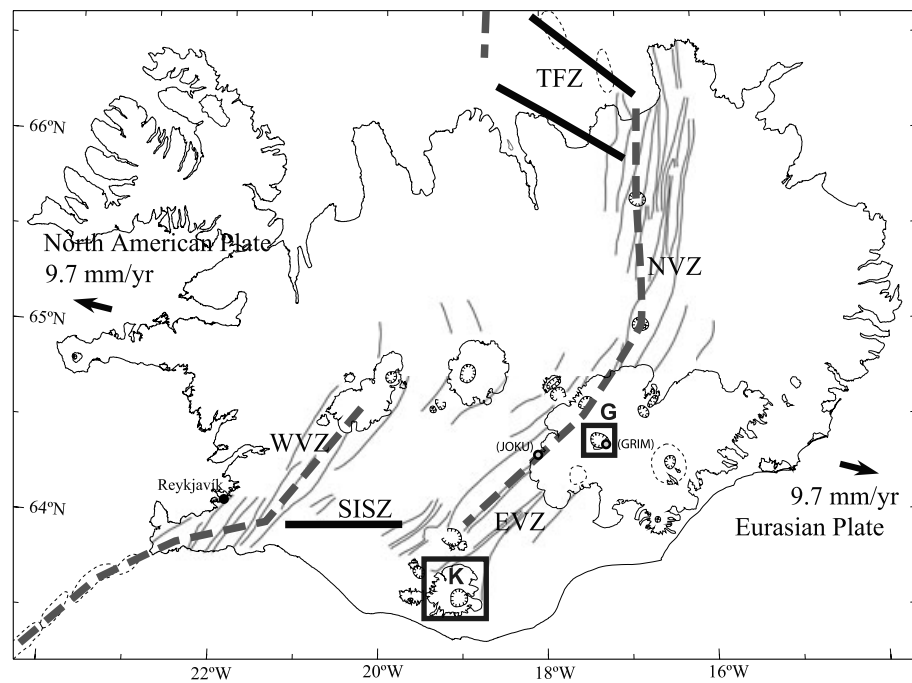 TFZ
66ºN
North American Plate
9.7 mm/yr
NVZ
65ºN
G
WVZ
(JOKU)
(GRIM)
Reykjavík
9.7 mm/yr
SISZ
64ºN
EVZ
Eurasian Plate
K
22ºW
20ºW
18ºW
16ºW